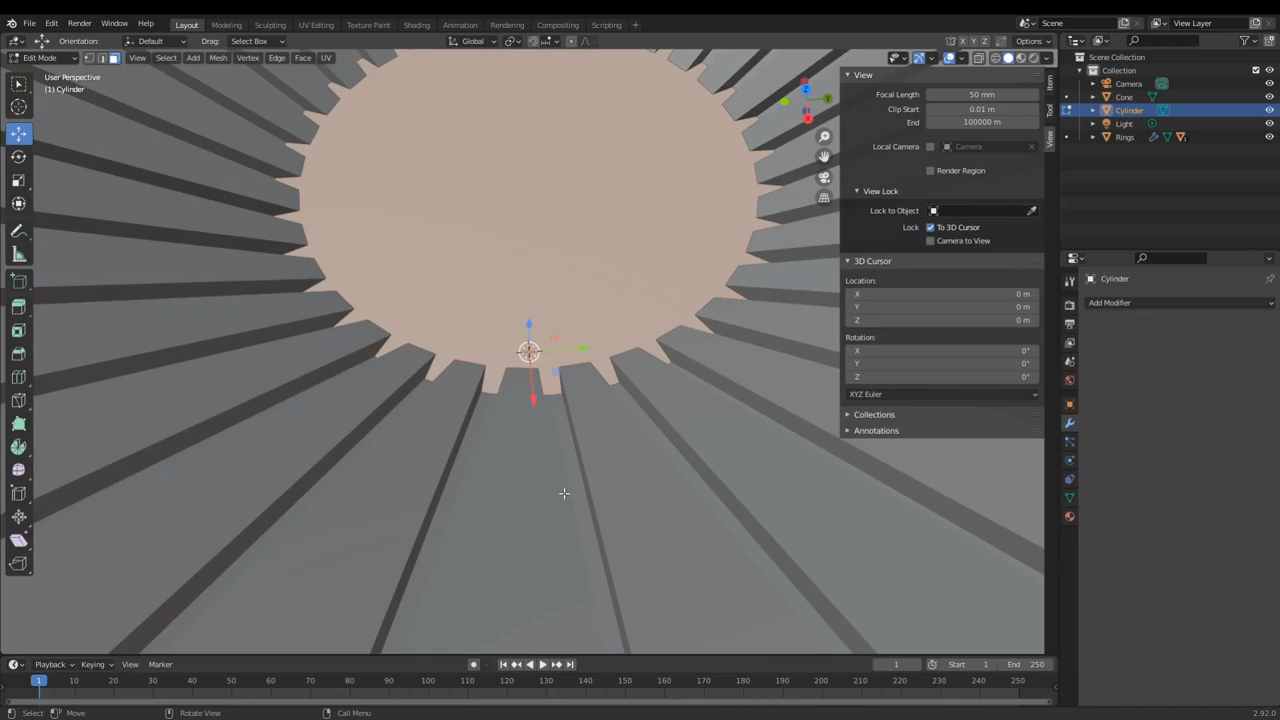 File Edit Render Window Help Layout Modeling Sculpting UV Editing Texture Paint Shading Animation Rendering Compositing Scripting + Scene View Layer
Orientation: Default Drag: Select Box Global X Y Z Options
Edit Mode View Select Add Mesh Vertex Edge Face UV
User Perspective
(1) Cylinder
Z
Y
X
View
Focal Length 50 mm
Clip Start 0.01 m
End 100000 m
Local Camera Camera
Render Region
View Lock
Lock to Object
Lock To 3D Cursor
Camera to View
3D Cursor
Location:
X 0 m
Y 0 m
Z 0 m
Rotation:
X 0°
Y 0°
Z 0°
XYZ Euler
Collections
Annotations
Item
Tool
View
Scene Collection
Collection
Camera
Cone
Cylinder
Light
Rings
Cylinder
Add Modifier
Playback Keying View Marker 1 Start 1 End 250
1 10 20 30 40 50 60 70 80 90 100 110 120 130 140 150 160 170 180 190 200 210 220 230 240 250
Select Move Rotate View Call Menu 2.92.0